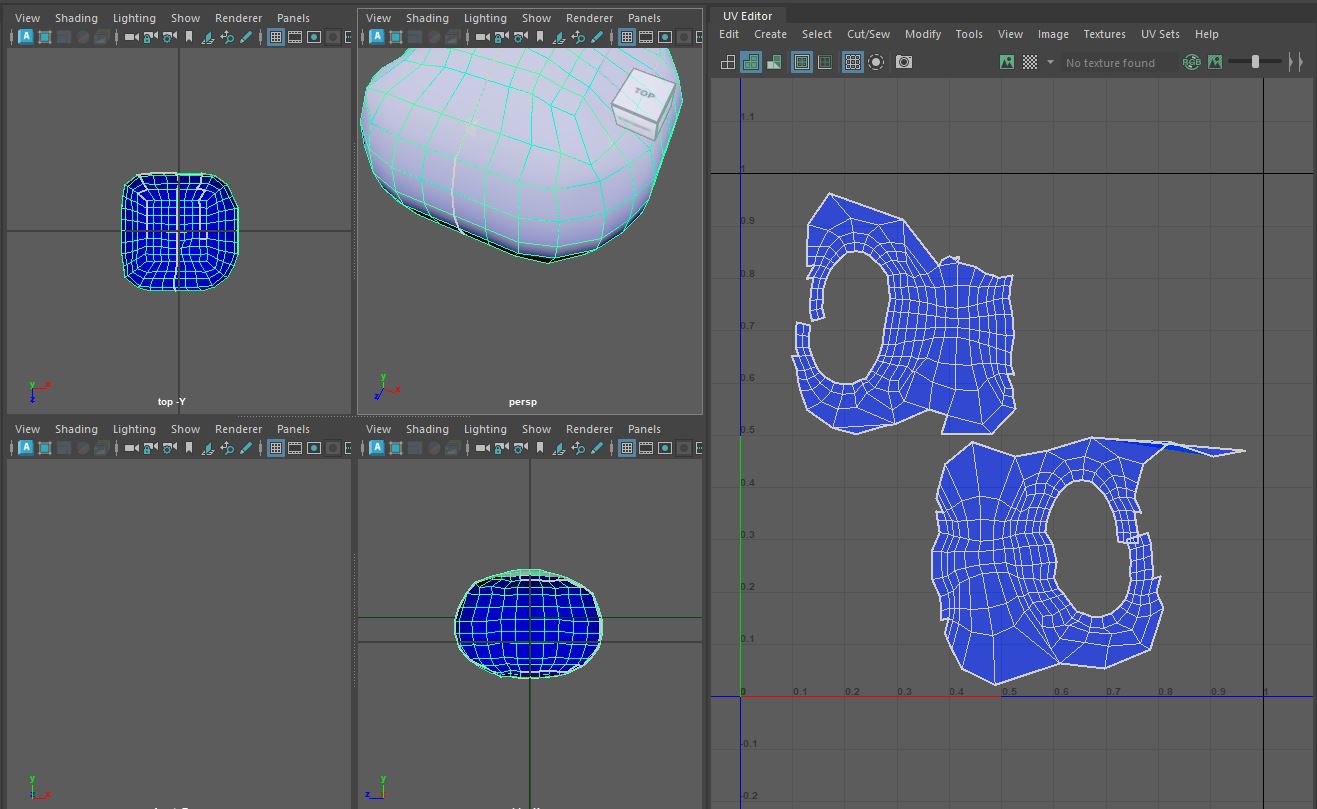 UV Editor
View Shading Lighting Show Renderer Panels
View Shading Lighting Show Renderer Panels
Edit Create Select Cut/Sew Modify Tools View Image Textures UV Sets Help
A
A
No texture found
RGB
TOP
1.1
1
0.9
0.8
0.7
0.6
0.5
0.4
0.3
0.2
0.1
0 0.1 0.2 0.3 0.4 0.5 0.6 0.7 0.8 0.9 1
-0.1
-0.2
y x z
top -Y
y x z
persp
View Shading Lighting Show Renderer Panels
View Shading Lighting Show Renderer Panels
A
A
y x
y z